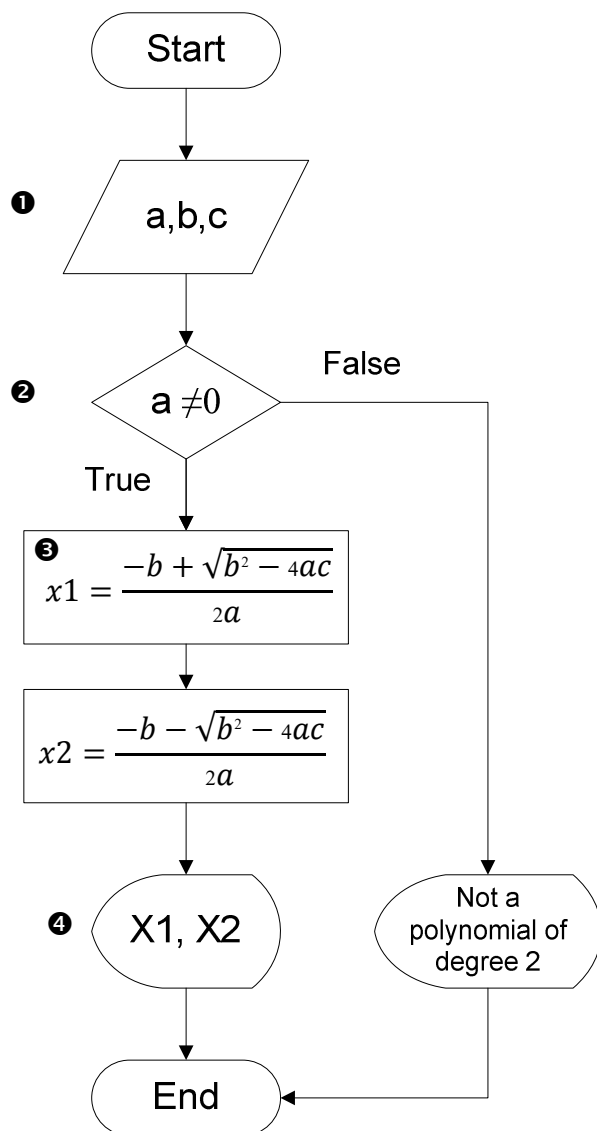 Start
❶
a,b,c
False
❷
a ≠0
True
❸
x1 = (-b + √(b² − 4ac)) / 2a
x2 = (-b − √(b² − 4ac)) / 2a
❹
X1, X2
Not a
polynomial of
degree 2
End